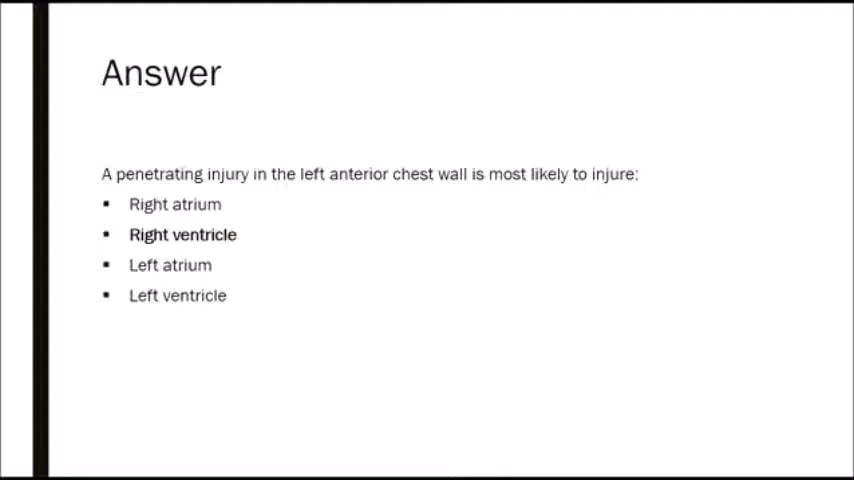 Answer
A penetrating injury in the left anterior chest wall is most likely to injure:
▪ Right atrium
▪ Right ventricle
▪ Left atrium
▪ Left ventricle